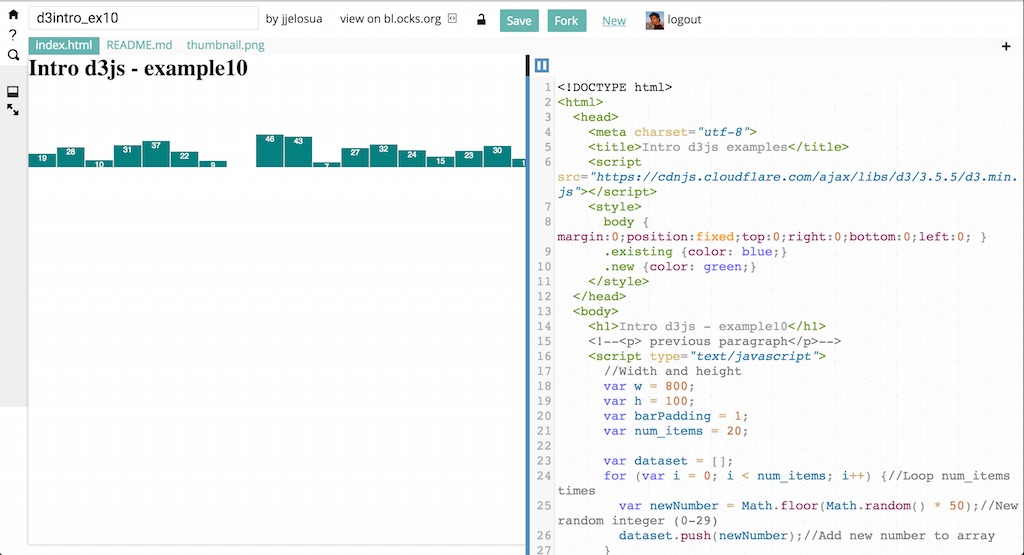 d3intro_ex10 by jjelosua view on bl.ocks.org Save Fork New logout
index.html README.md thumbnail.png +
?
Intro d3js - example10
19 28 10 31 37 22 9 46 43 7 27 32 24 15 23 30
1 <!DOCTYPE html>
2 <html>
3 <head>
4 <meta charset="utf-8">
5 <title>Intro d3js examples</title>
6 <script
src="https://cdnjs.cloudflare.com/ajax/libs/d3/3.5.5/d3.min.
js"></script>
7 <style>
8 body {
margin:0;position:fixed;top:0;right:0;bottom:0;left:0; }
9 .existing {color: blue;}
10 .new {color: green;}
11 </style>
12 </head>
13 <body>
14 <h1>Intro d3js - example10</h1>
15 <!--<p> previous paragraph</p>-->
16 <script type="text/javascript">
17 //Width and height
18 var w = 800;
19 var h = 100;
20 var barPadding = 1;
21 var num_items = 20;
22
23 var dataset = [];
24 for (var i = 0; i < num_items; i++) {//Loop num_items
times
25 var newNumber = Math.floor(Math.random() * 50);//New
random integer (0-29)
26 dataset.push(newNumber);//Add new number to array
27 }